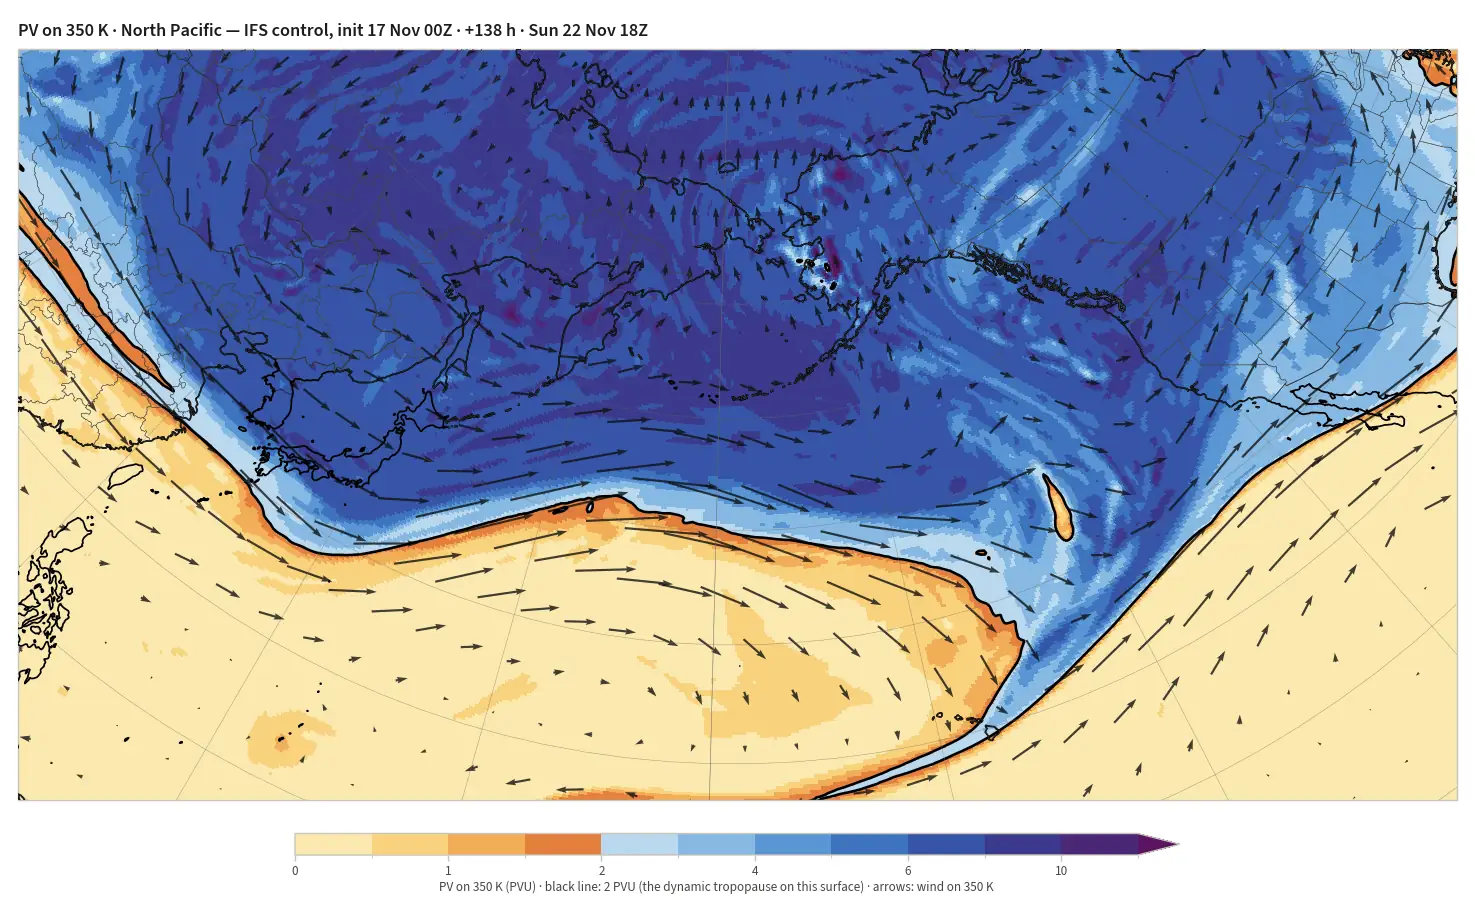 PV on 350 K · North Pacific — IFS control, init 17 Nov 00Z · +138 h · Sun 22 Nov 18Z
0 1 2 4 6 10
PV on 350 K (PVU) · black line: 2 PVU (the dynamic tropopause on this surface) · arrows: wind on 350 K